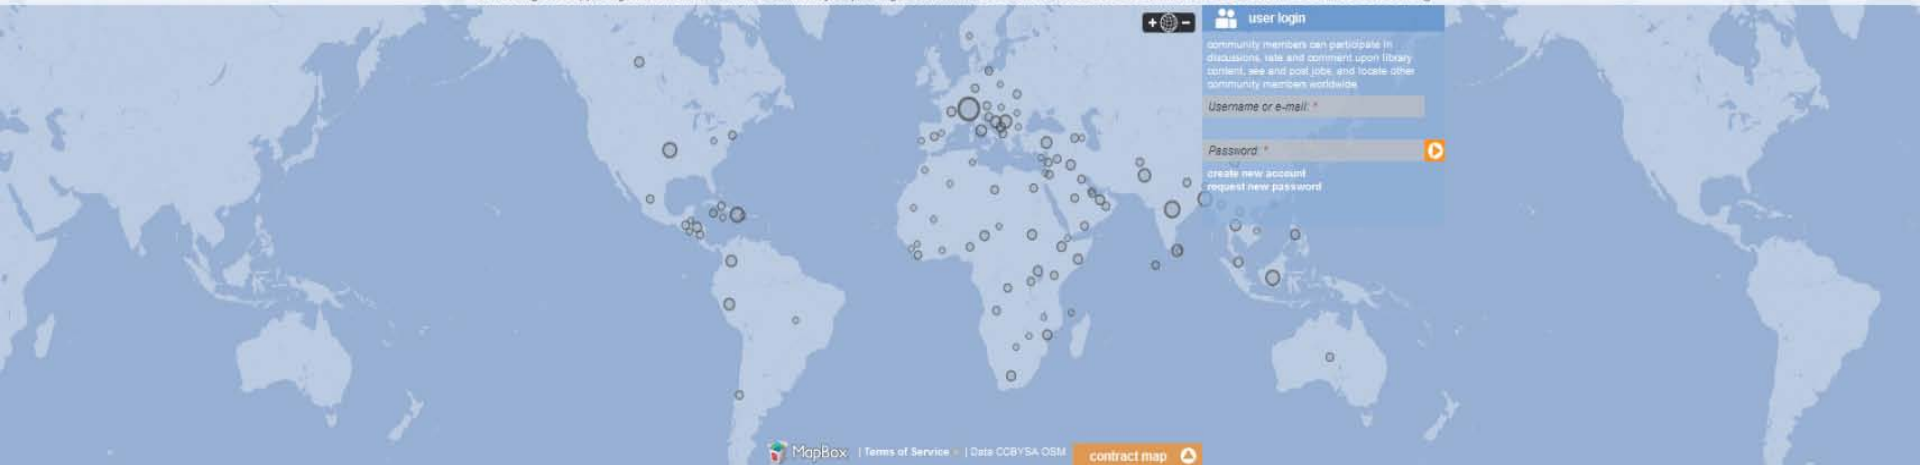 + -
user login
community members can participate in
discussions, rate and comment upon library
content, see and post jobs, and locate other
community members worldwide
Username or e-mail: *
Password: *
create new account
request new password
MapBox | Terms of Service | Data CCBYSA OSM
contract map